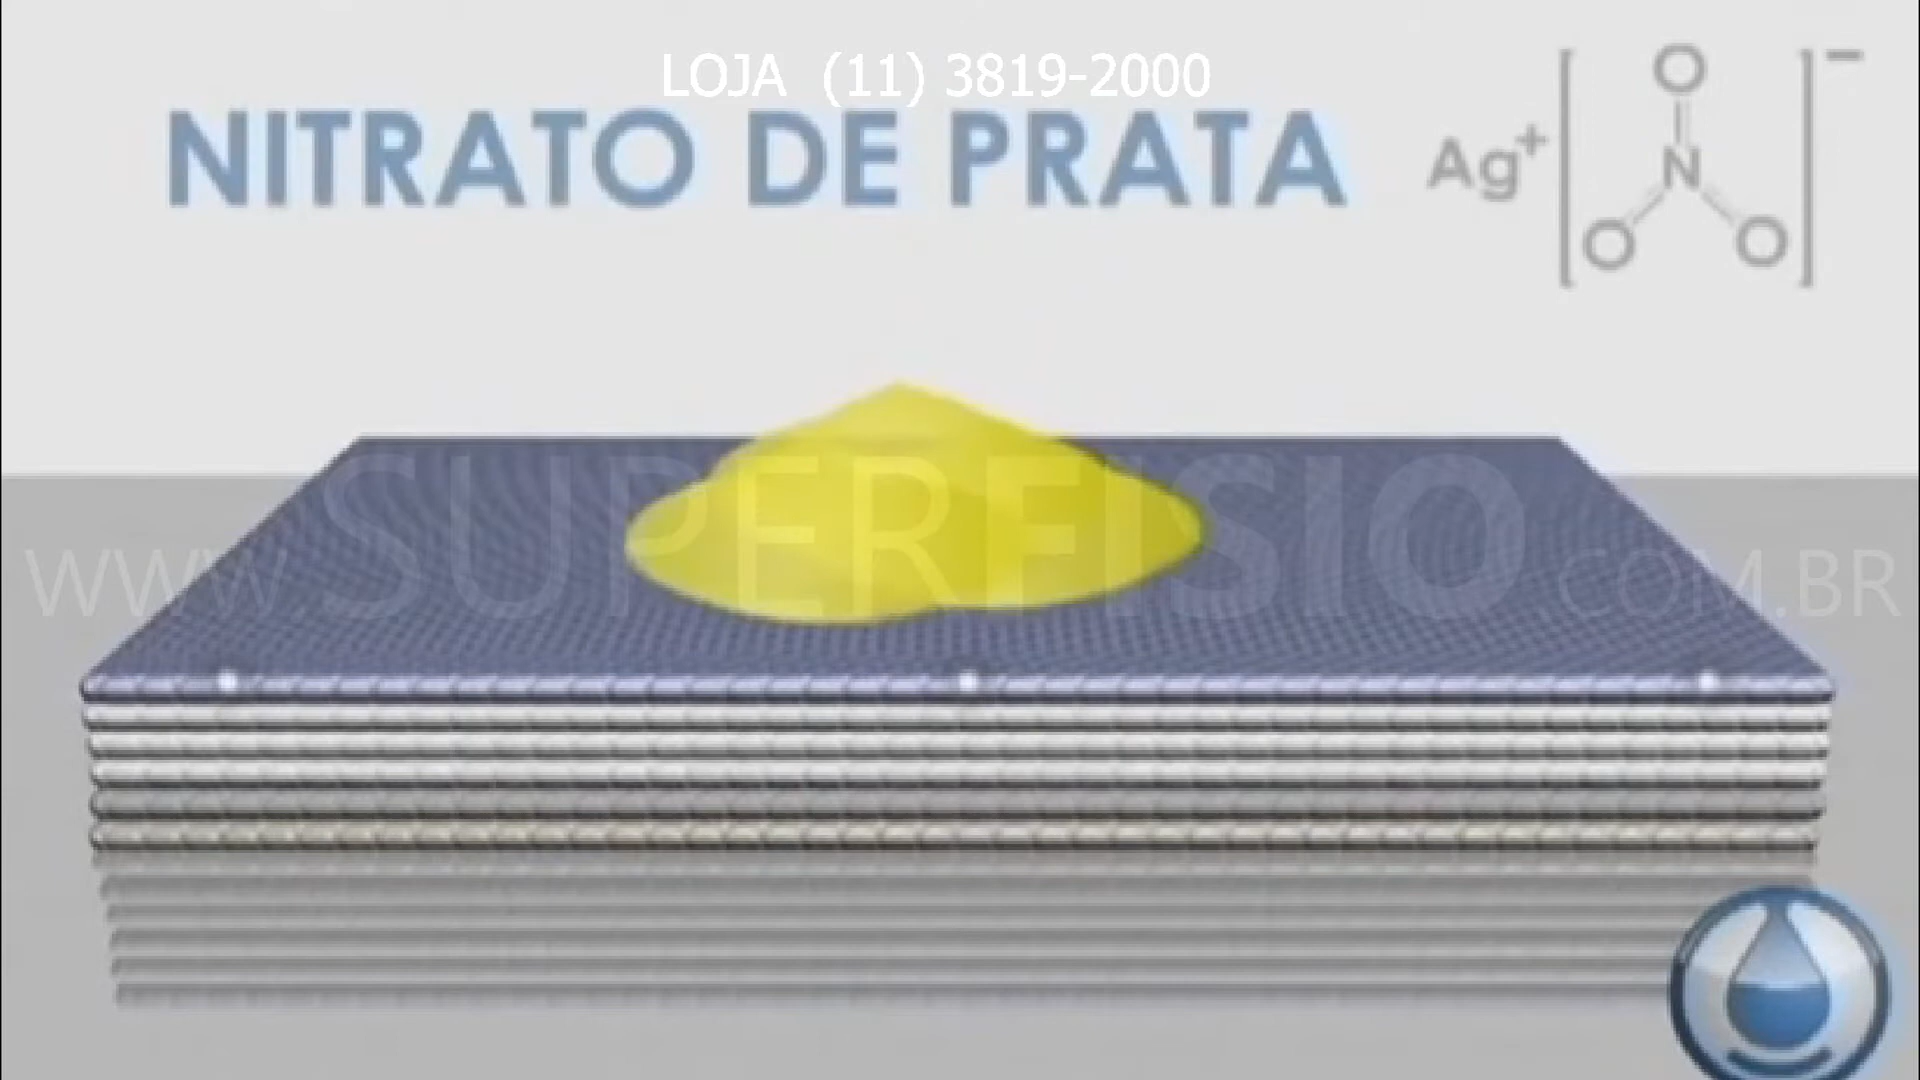 LOJA (11) 3819-2000
NITRATO DE PRATA
Ag+ [O N O O]−
WWW.SUPERFISIO.COM.BR